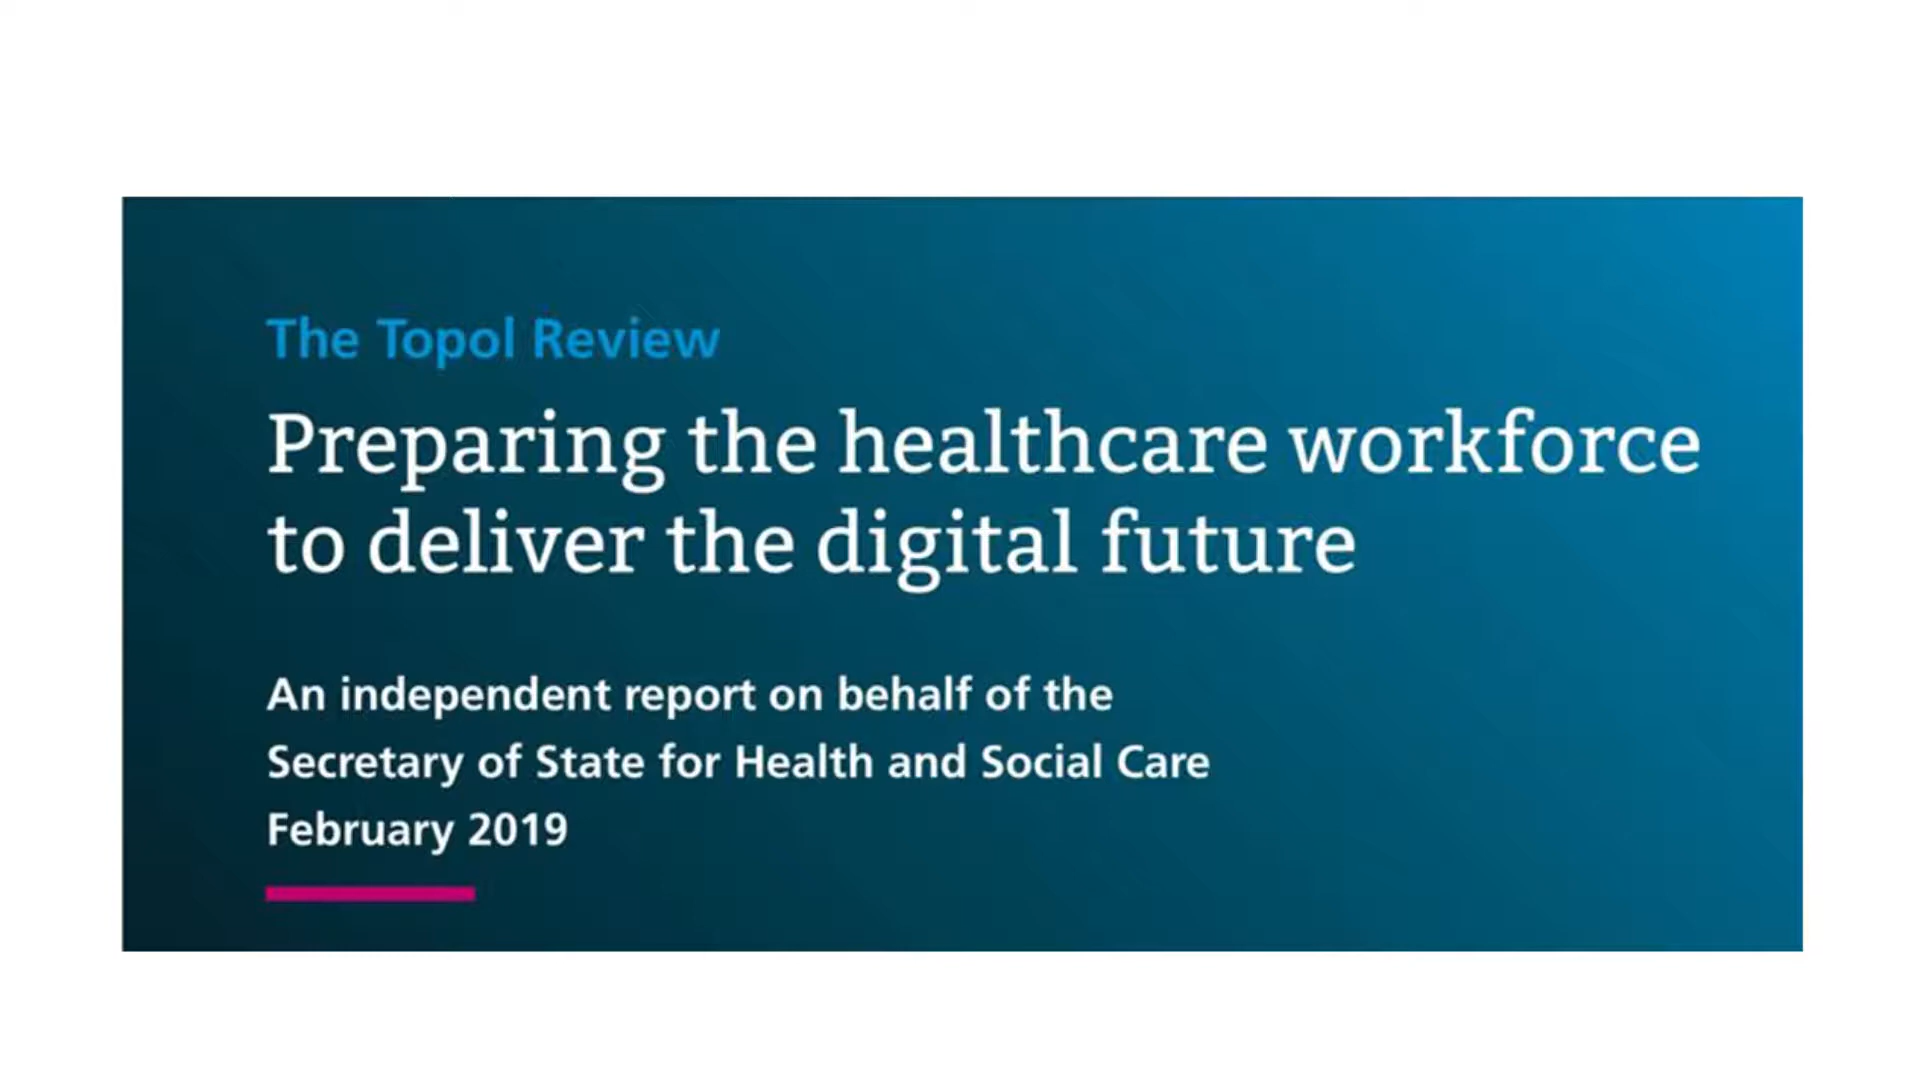 The Topol Review
Preparing the healthcare workforce
to deliver the digital future
An independent report on behalf of the
Secretary of State for Health and Social Care
February 2019